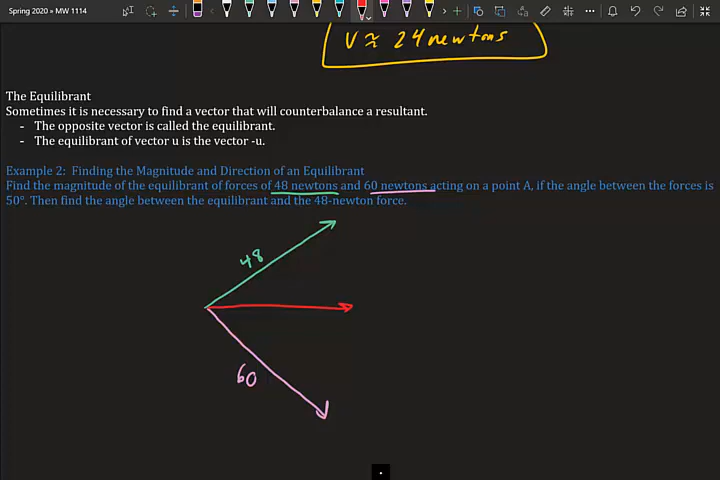 Spring 2020 » MW 1114
V ≈ 24 newtons
The Equilibrant
Sometimes it is necessary to find a vector that will counterbalance a resultant.
- The opposite vector is called the equilibrant.
- The equilibrant of vector u is the vector -u.
Example 2: Finding the Magnitude and Direction of an Equilibrant
Find the magnitude of the equilibrant of forces of 48 newtons and 60 newtons acting on a point A, if the angle between the forces is
50°. Then find the angle between the equilibrant and the 48-newton force.
48
60